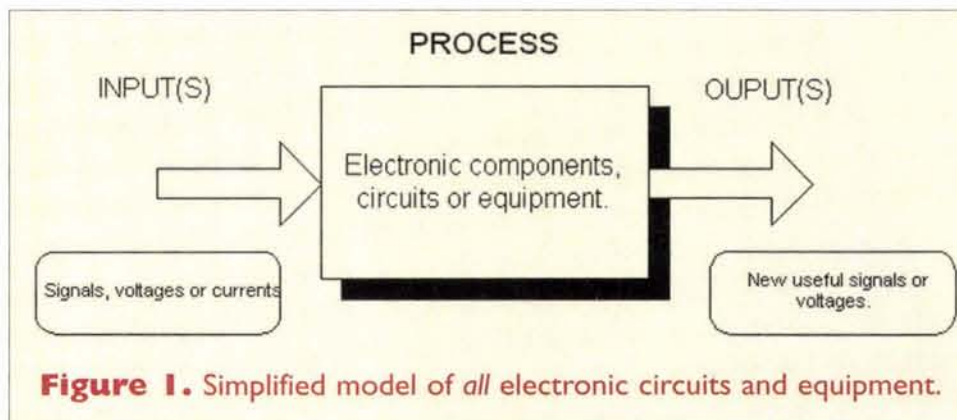 PROCESS
INPUT(S)
OUPUT(S)
Electronic components,
circuits or equipment.
Signals, voltages or currents
New useful signals or
voltages.
Figure 1. Simplified model of all electronic circuits and equipment.